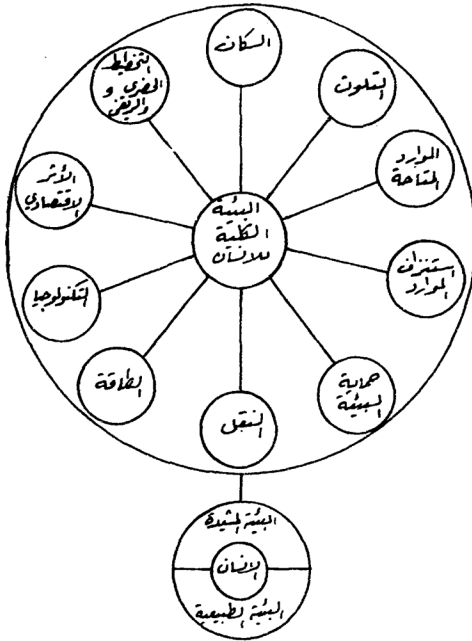 السكان
التلوث
الموارد
المتاحة
استنزاف
الموارد
حماية
البيئة
النقل
الطاقة
التكنولوجيا
الأثر
الاقتصادي
التخطيط
الحضري و
والريفي
البيئة
الكلية
للانسان
البيئة المشيدة
الانسان
البيئة الطبيعية